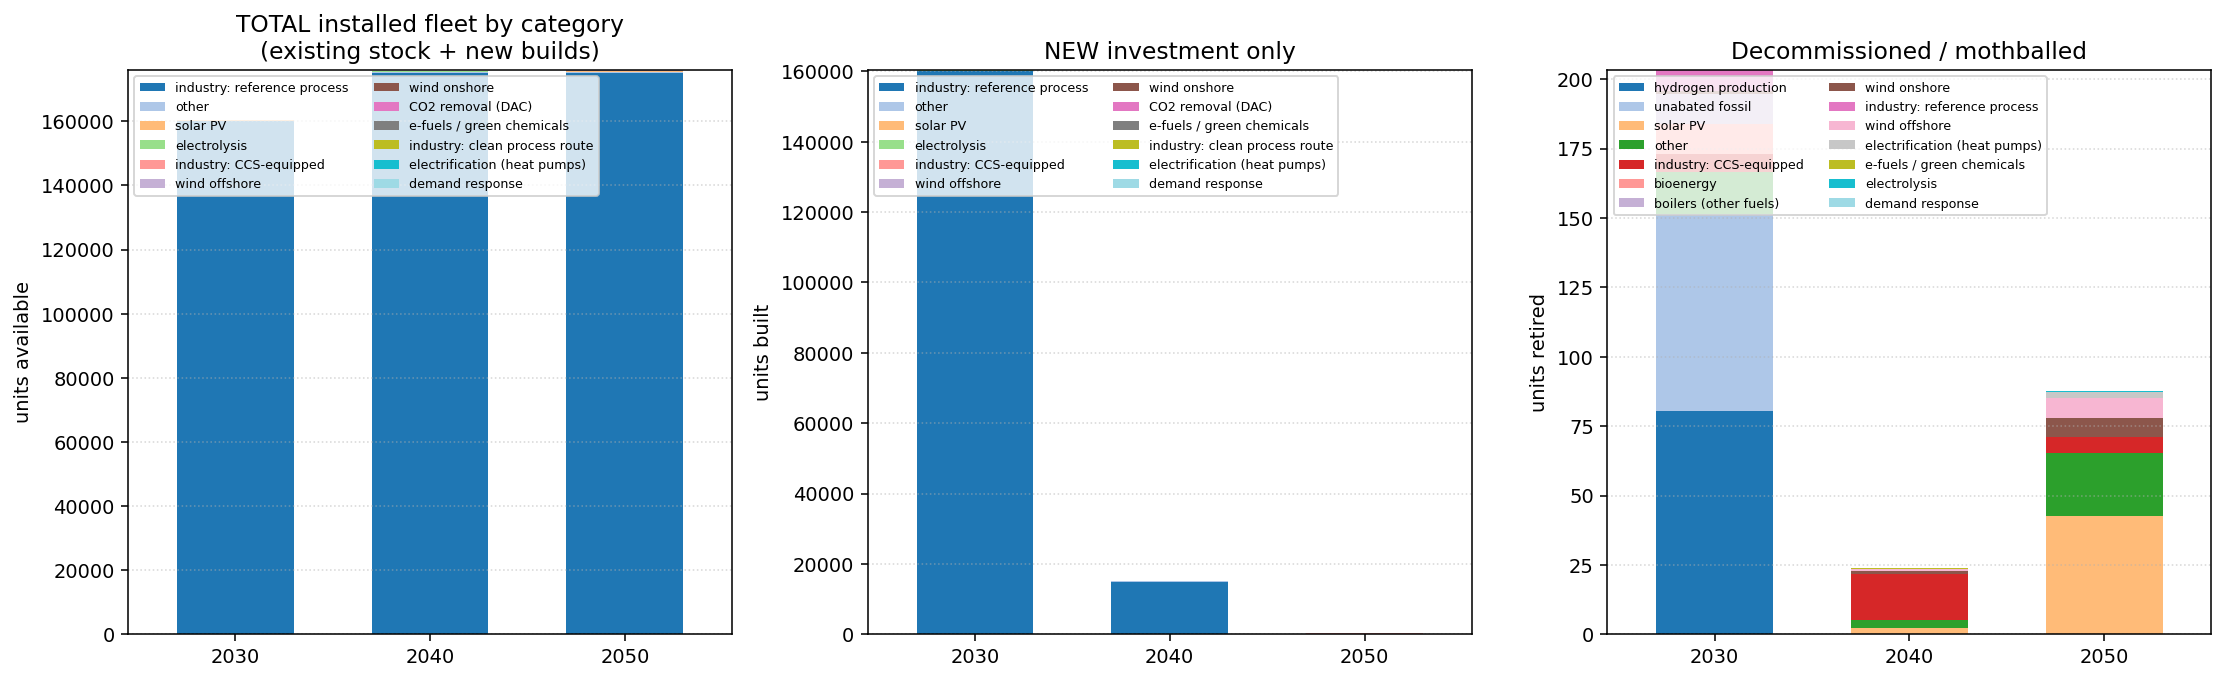 TOTAL installed fleet by category
(existing stock + new builds)
units available
160000
140000
120000
100000
80000
60000
40000
20000
0
industry: reference process
other
solar PV
electrolysis
industry: CCS-equipped
wind offshore
wind onshore
CO2 removal (DAC)
e-fuels / green chemicals
industry: clean process route
electrification (heat pumps)
demand response
2030
2040
2050
NEW investment only
units built
160000
140000
120000
100000
80000
60000
40000
20000
0
industry: reference process
other
solar PV
electrolysis
industry: CCS-equipped
wind offshore
wind onshore
CO2 removal (DAC)
e-fuels / green chemicals
industry: clean process route
electrification (heat pumps)
demand response
2030
2040
2050
Decommissioned / mothballed
units retired
200
175
150
125
100
75
50
25
0
hydrogen production
unabated fossil
solar PV
other
industry: CCS-equipped
bioenergy
boilers (other fuels)
wind onshore
industry: reference process
wind offshore
electrification (heat pumps)
e-fuels / green chemicals
electrolysis
demand response
2030
2040
2050